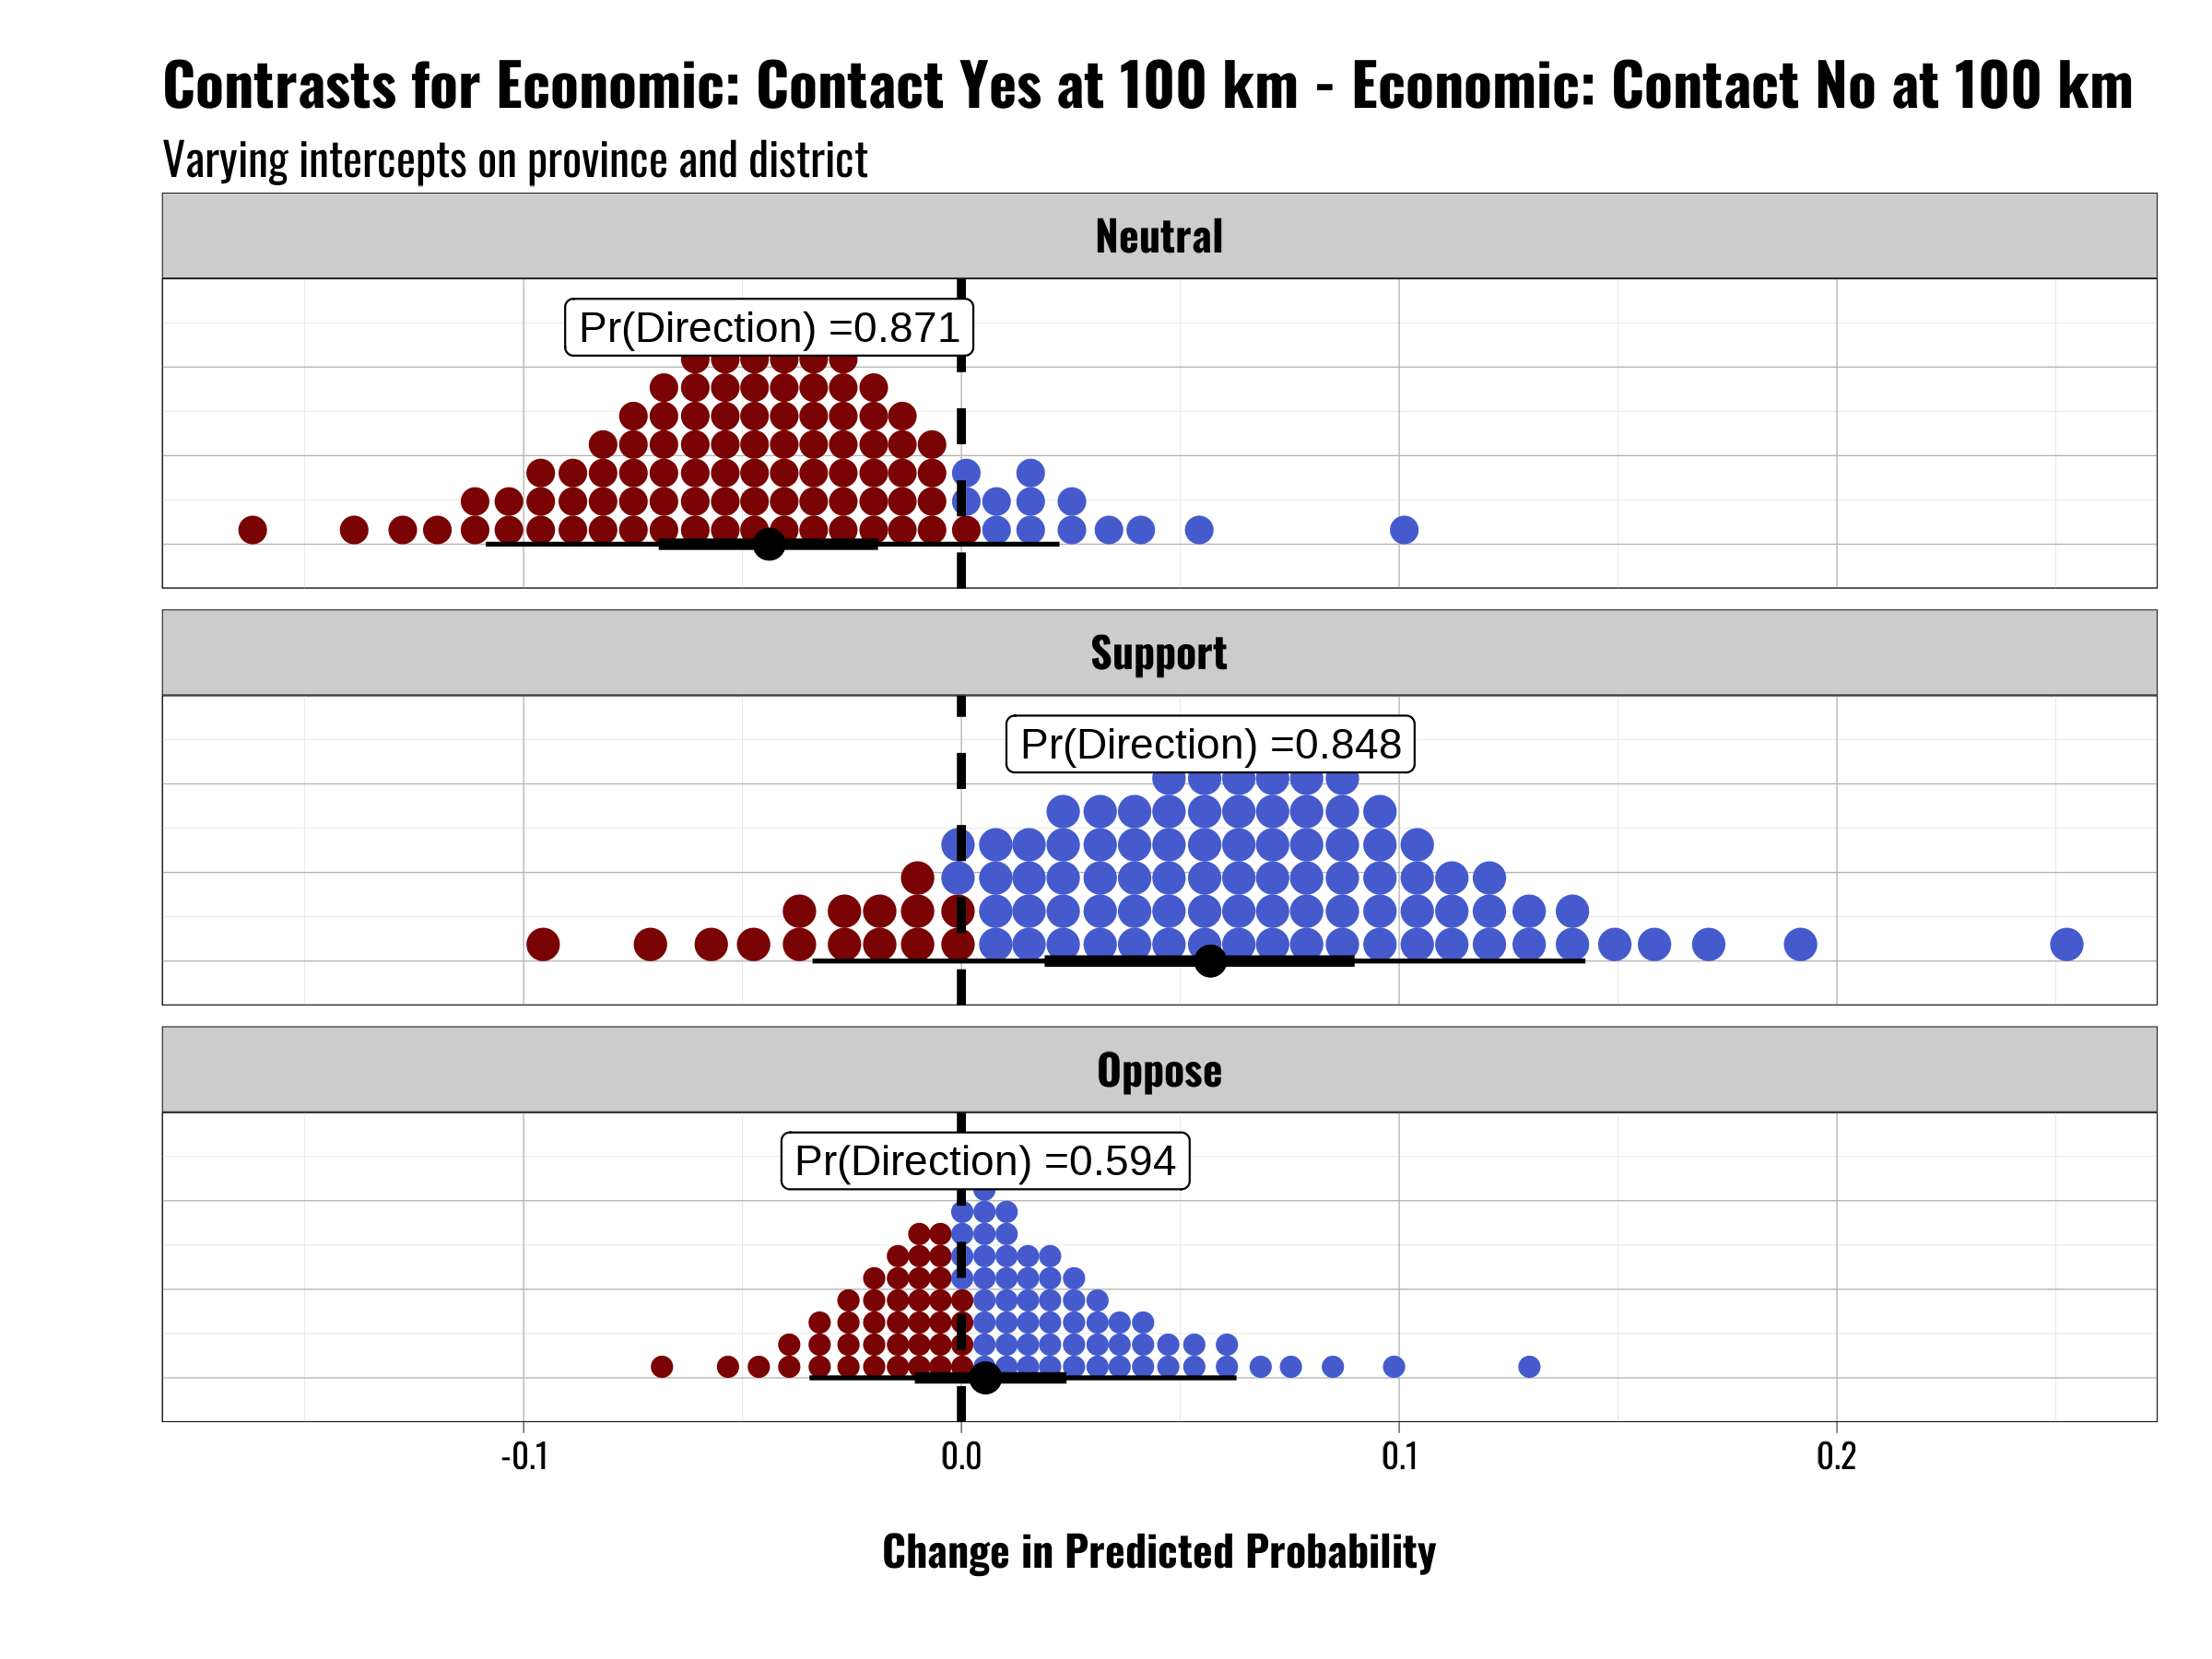 Contrasts for Economic: Contact Yes at 100 km - Economic: Contact No at 100 km
Varying intercepts on province and district
Neutral
Pr(Direction) =0.871
Support
Pr(Direction) =0.848
Oppose
Pr(Direction) =0.594
-0.1 0.0 0.1 0.2
Change in Predicted Probability